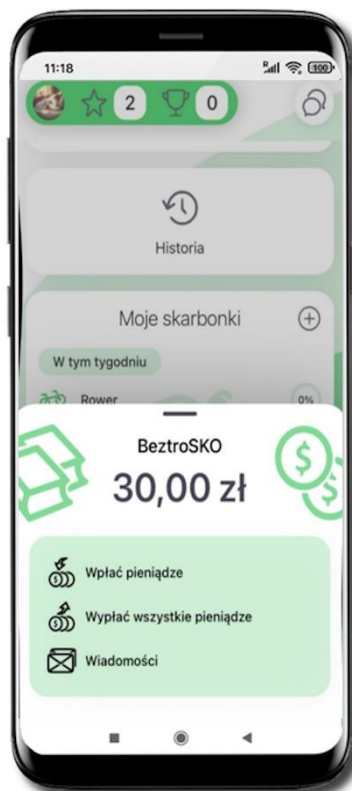 11:18
R
100
2
0
Historia
Moje skarbonki
W tym tygodniu
Rower
0%
BeztroSKO
30,00 zł
Wpłać pieniądze
Wypłać wszystkie pieniądze
Wiadomości